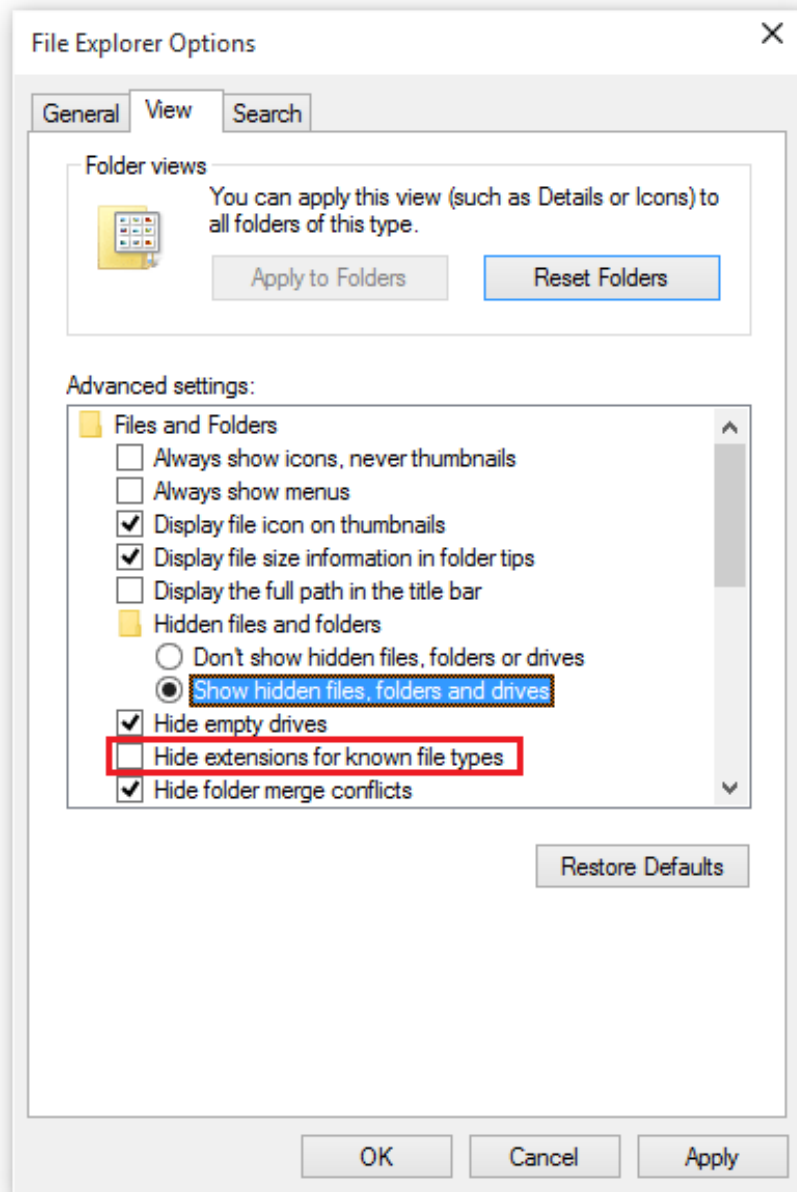 File Explorer Options
General View Search
Folder views
You can apply this view (such as Details or Icons) to
all folders of this type.
Apply to Folders Reset Folders
Advanced settings:
Files and Folders
Always show icons, never thumbnails
Always show menus
Display file icon on thumbnails
Display file size information in folder tips
Display the full path in the title bar
Hidden files and folders
Don't show hidden files, folders or drives
Show hidden files, folders and drives
Hide empty drives
Hide extensions for known file types
Hide folder merge conflicts
Restore Defaults
OK Cancel Apply